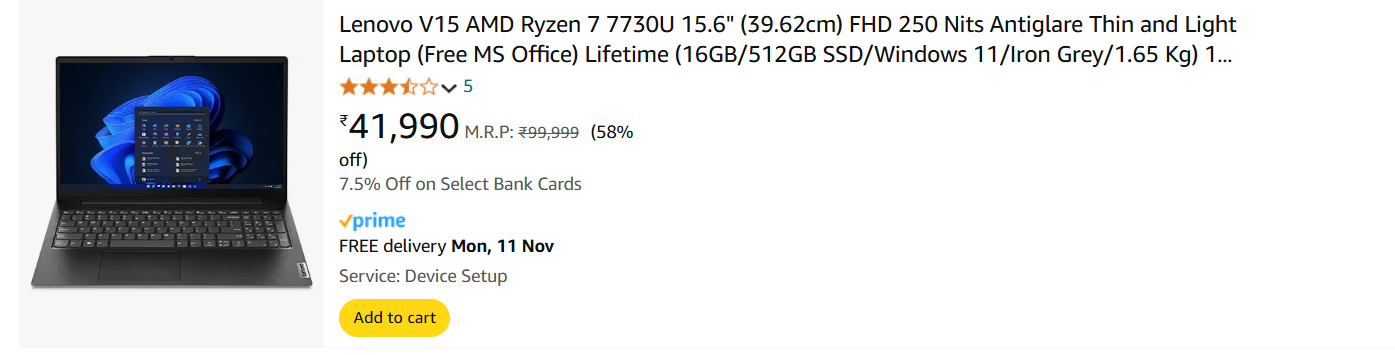 Lenovo V15 AMD Ryzen 7 7730U 15.6" (39.62cm) FHD 250 Nits Antiglare Thin and Light
Laptop (Free MS Office) Lifetime (16GB/512GB SSD/Windows 11/Iron Grey/1.65 Kg) 1...
5
₹41,990 M.R.P: ₹99,999 (58%
off)
7.5% Off on Select Bank Cards
prime
FREE delivery Mon, 11 Nov
Service: Device Setup
Add to cart
Lenovo